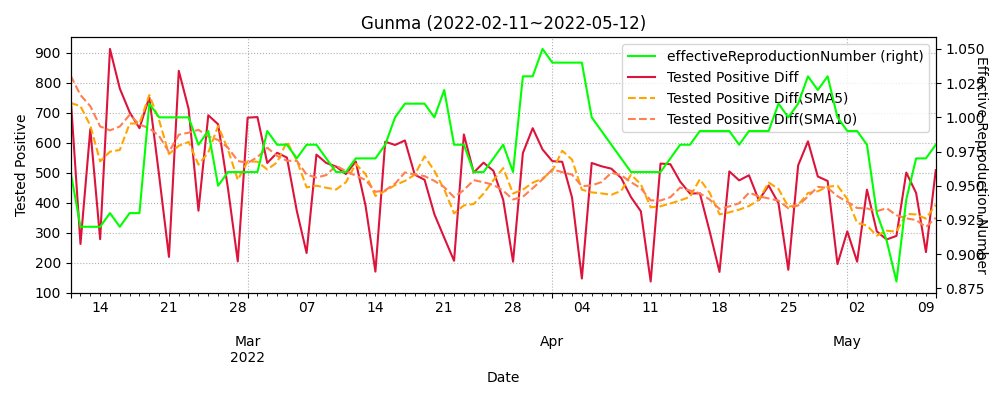 Gunma (2022-02-11~2022-05-12)
900
800
700
600
500
400
300
200
100
Tested Positive
1.050
1.025
1.000
0.975
0.950
0.925
0.900
0.875
Effective Reproduction Number
effectiveReproductionNumber (right)
Tested Positive Diff
Tested Positive Diff(SMA5)
Tested Positive Diff(SMA10)
14 21 28 07 14 21 28 04 11 18 25 02 09
Mar Apr May
2022
Date